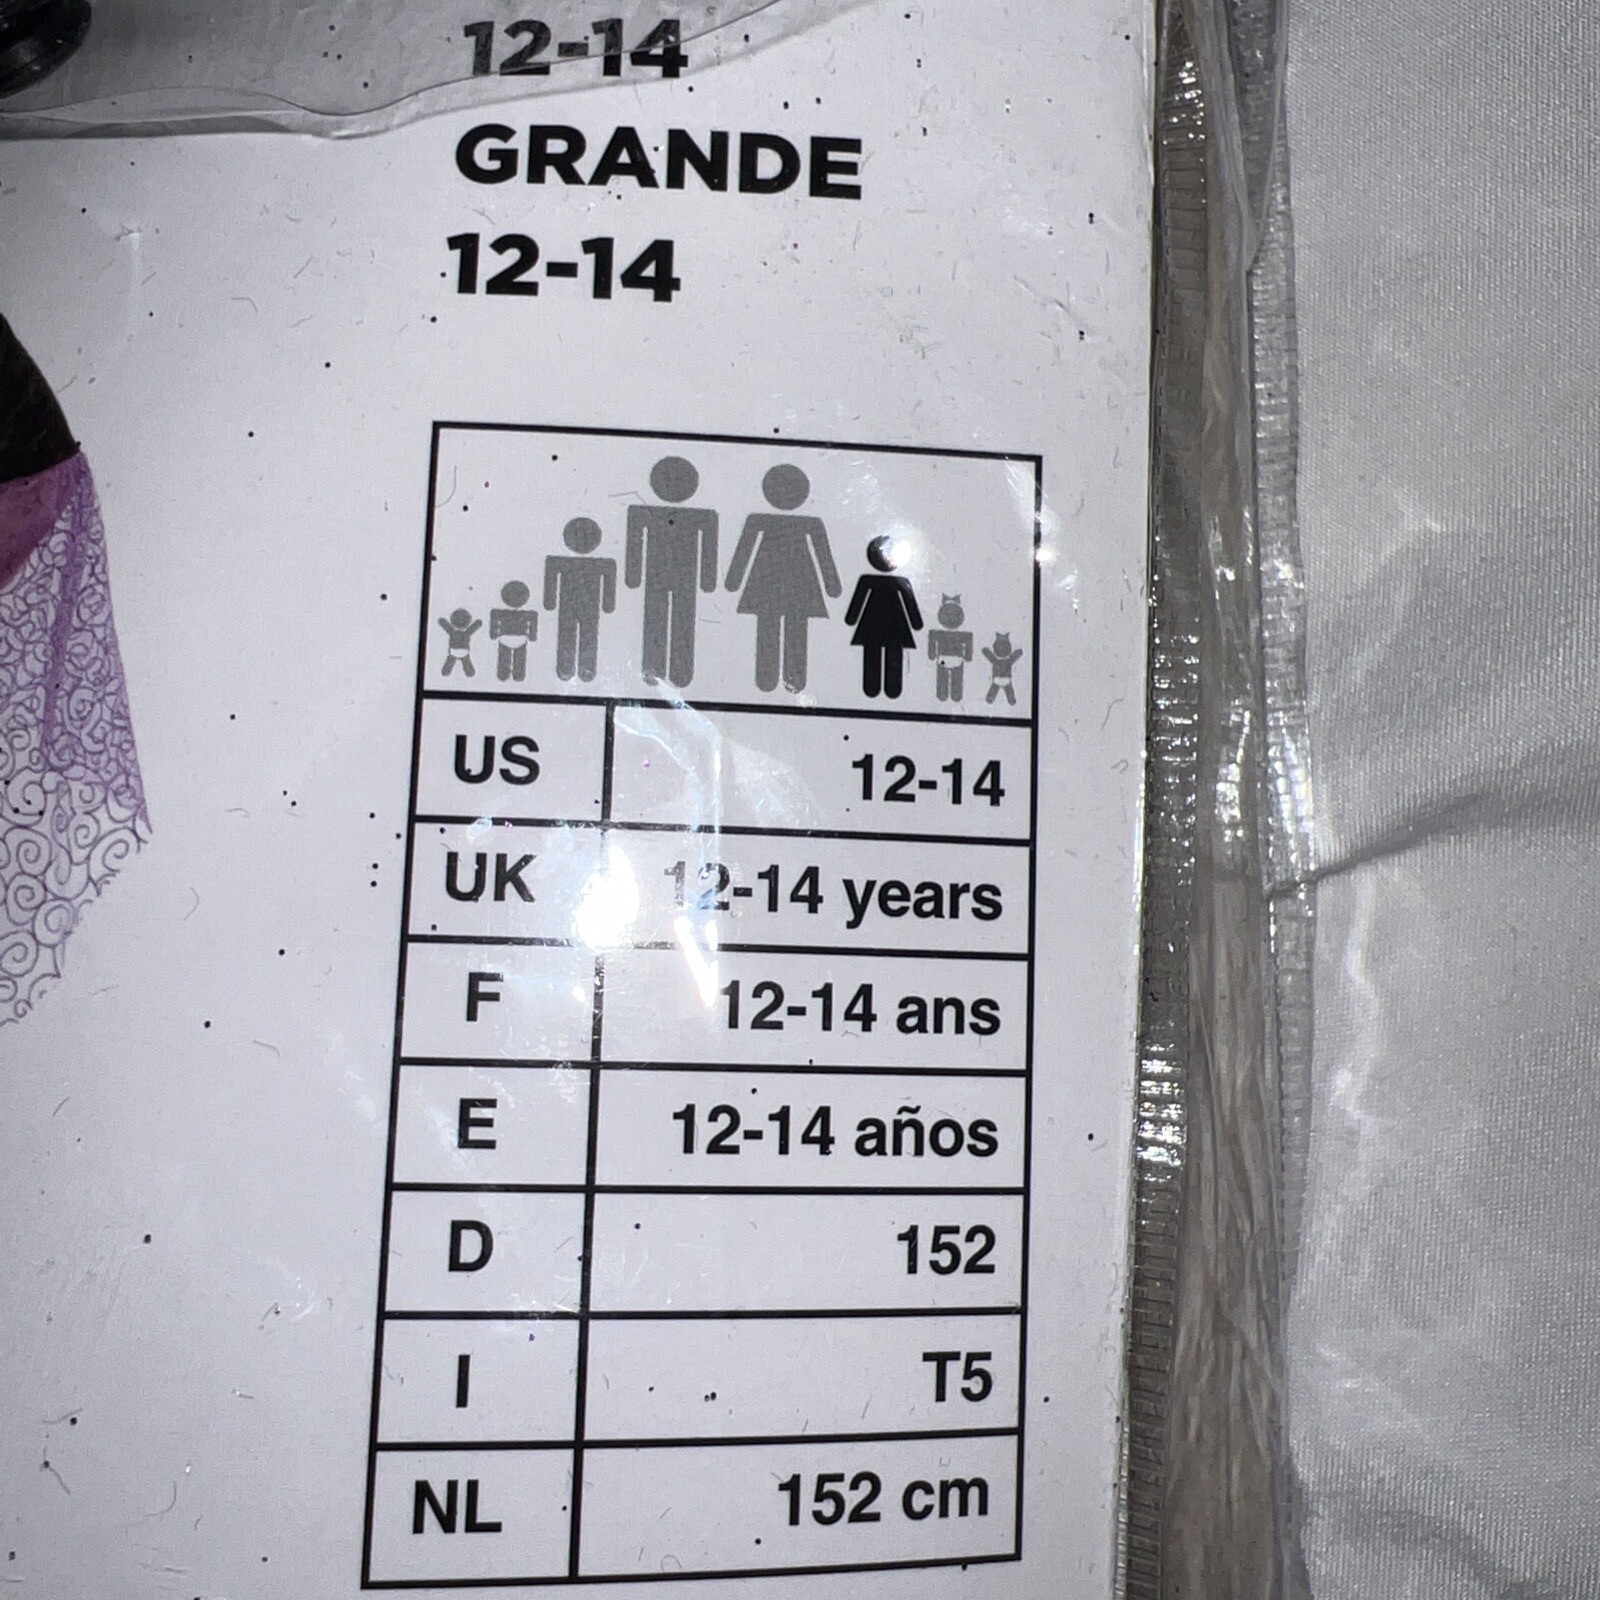 12-14
GRANDE
12-14
US 12-14
UK 12-14 years
F 12-14 ans
E 12-14 años
D 152
I T5
NL 152 cm